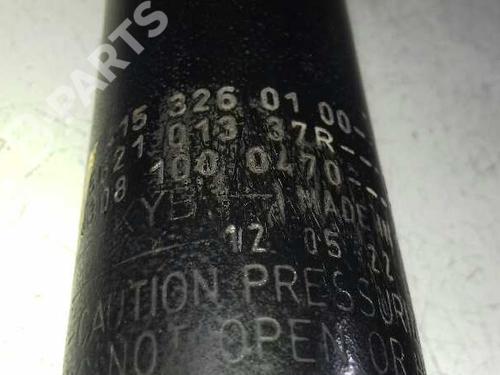 PARTS
15 326 01 00-
21 013 37R--
308 100 0470---
KYB MADE IN
12 05 22
CAUTION PRESSURI
NOT OPEN OR